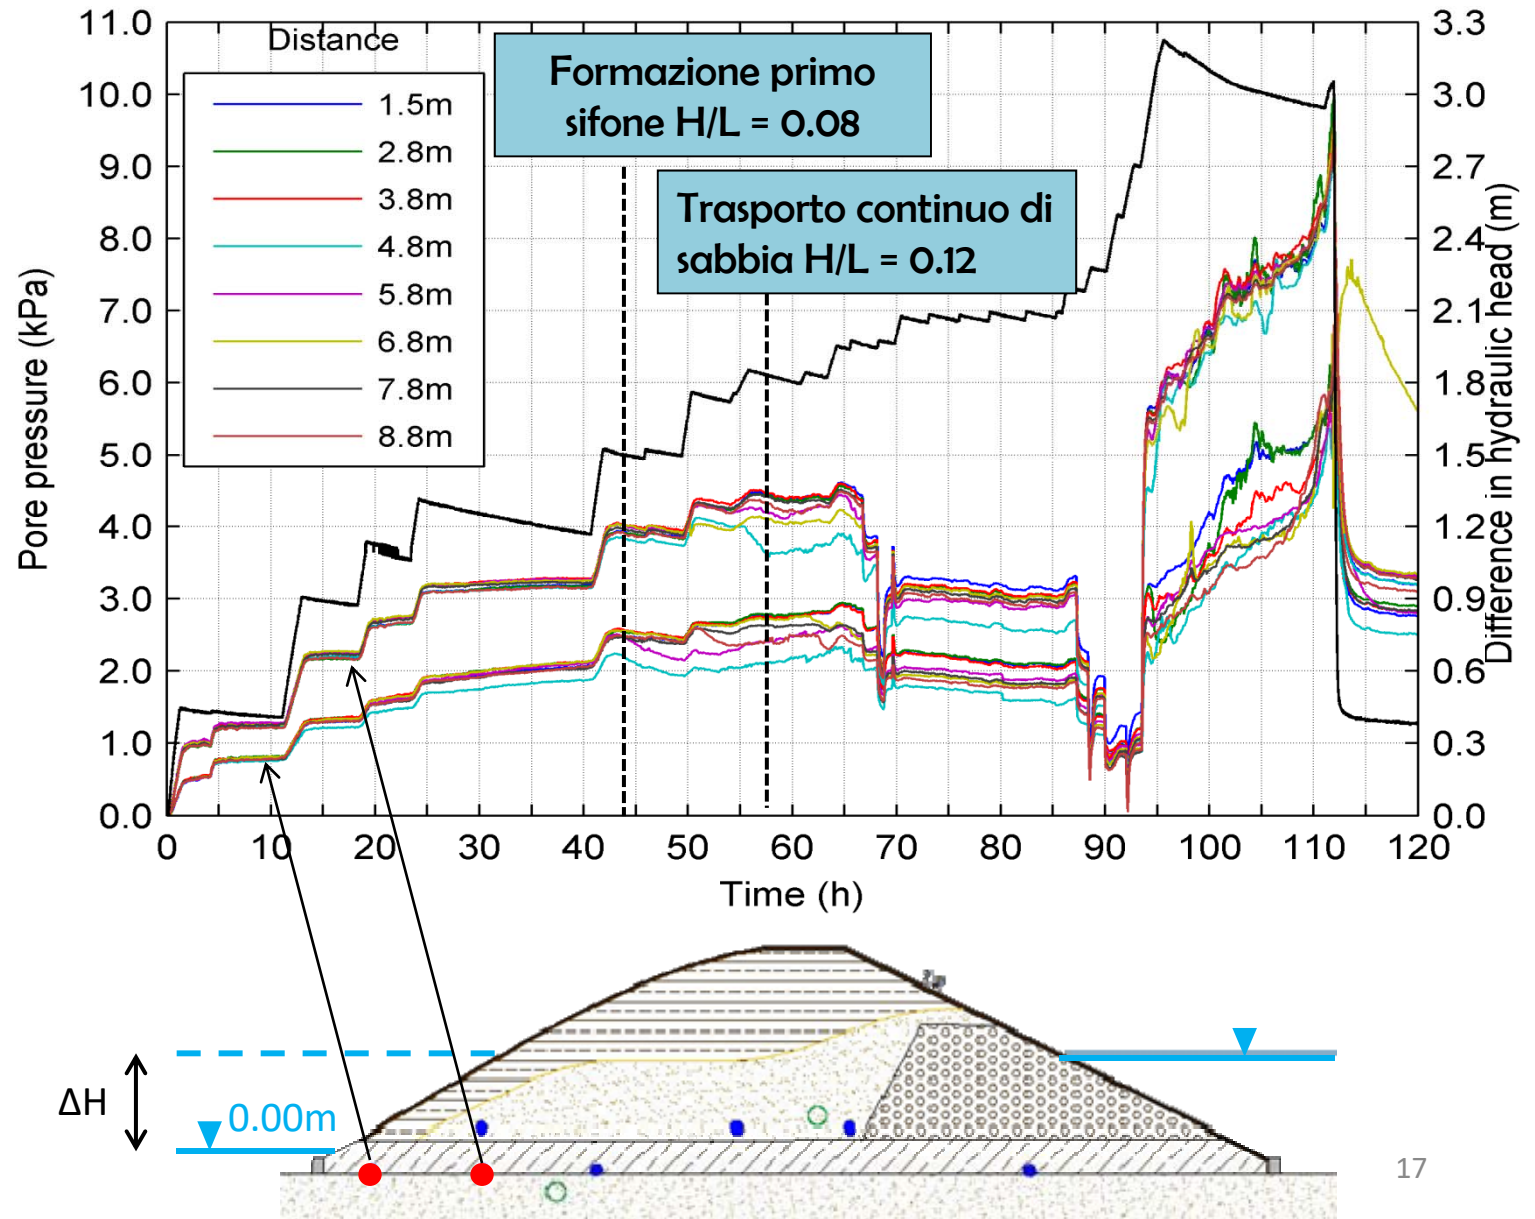 Distance
1.5m
2.8m
3.8m
4.8m
5.8m
6.8m
7.8m
8.8m
Formazione primo
sifone H/L = 0.08
Trasporto continuo di
sabbia H/L = 0.12
Pore pressure (kPa)
11.0
10.0
9.0
8.0
7.0
6.0
5.0
4.0
3.0
2.0
1.0
0.0
Difference in hydraulic head (m)
3.3
3.0
2.7
2.4
2.1
1.8
1.5
1.2
0.9
0.6
0.3
0.0
0 10 20 30 40 50 60 70 80 90 100 110 120
Time (h)
ΔH
0.00m
17